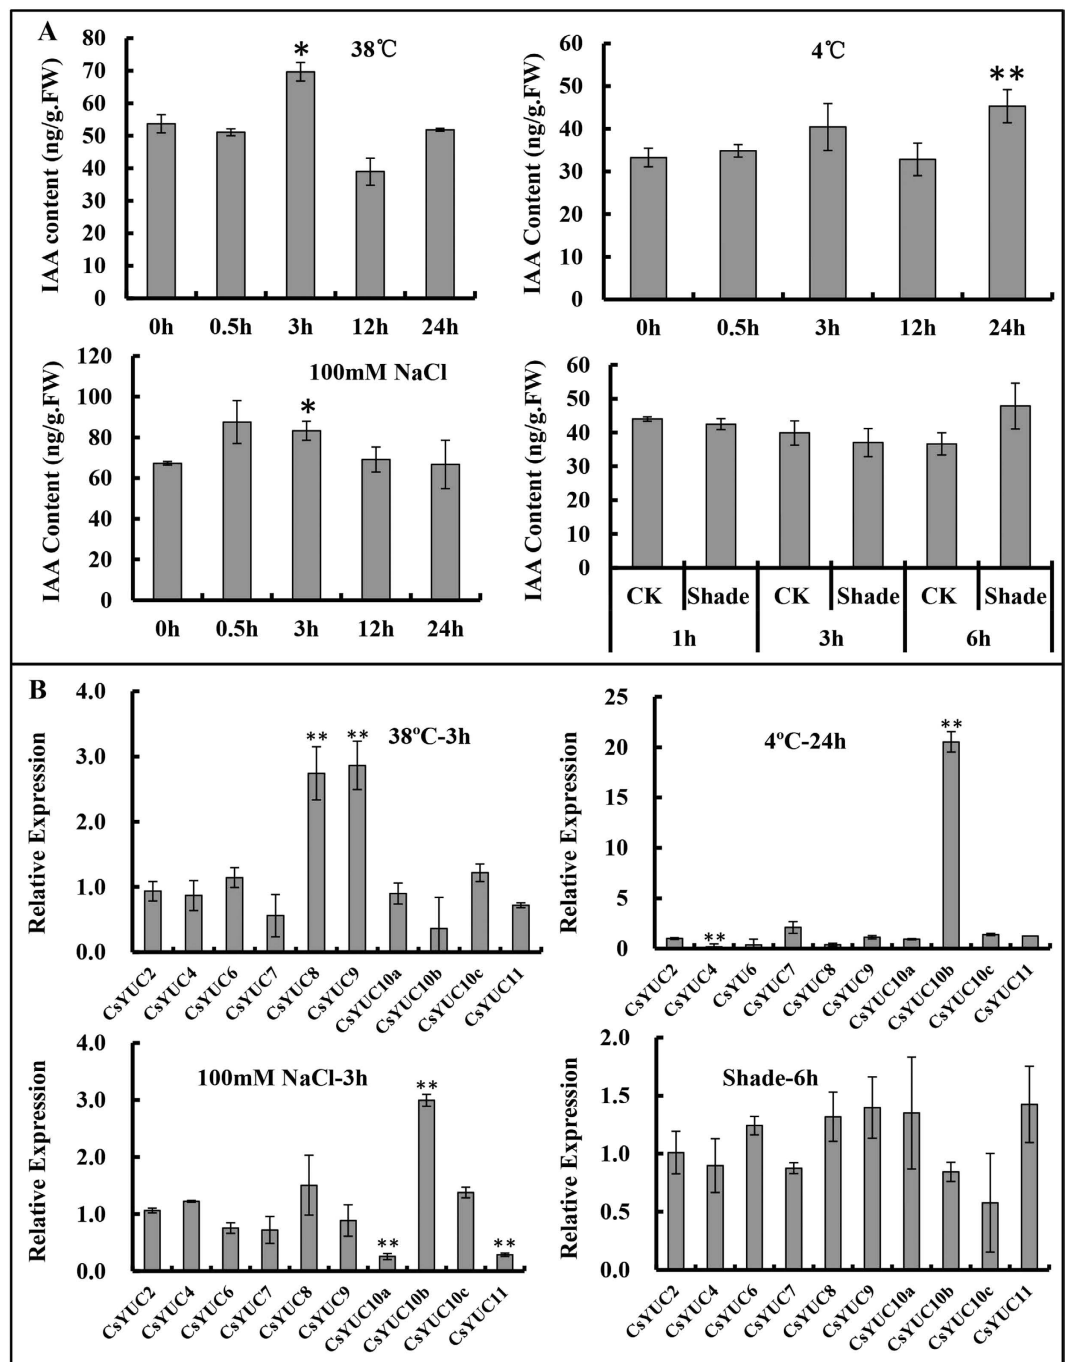 A
38℃
*
IAA content (ng/g.FW)
80
70
60
50
40
30
20
10
0
0h 0.5h 3h 12h 24h
4℃
**
IAA Content (ng/g.FW)
60
50
40
30
20
10
0
0h 0.5h 3h 12h 24h
100mM NaCl
*
IAA Content (ng/g.FW)
120
100
80
60
40
20
0
0h 0.5h 3h 12h 24h
IAA Content (ng/g.FW)
60
50
40
30
20
10
0
CK Shade CK Shade CK Shade
1h 3h 6h
B
38ºC-3h
** **
Relative Expression
4.0
3.0
2.0
1.0
0.0
CsYUC2 CsYUC4 CsYUC6 CsYUC7 CsYUC8 CsYUC9 CsYUC10a CsYUC10b CsYUC10c CsYUC11
4ºC-24h
** **
Relative Expression
25
20
15
10
5
0
CsYUC2 CsYUC4 CsYU6 CsYUC7 CsYUC8 CsYUC9 CsYUC10a CsYUC10b CsYUC10c CsYUC11
100mM NaCl-3h
** ** **
Relative Expression
4.0
3.0
2.0
1.0
0.0
CsYUC2 CsYUC4 CsYUC6 CsYUC7 CsYUC8 CsYUC9 CsYUC10a CsYUC10b CsYUC10c CsYUC11
Shade-6h
Relative Expression
2.0
1.5
1.0
0.5
0.0
CsYUC2 CsYUC4 CsYUC6 CsYUC7 CsYUC8 CsYUC9 CsYUC10a CsYUC10b CsYUC10c CsYUC11